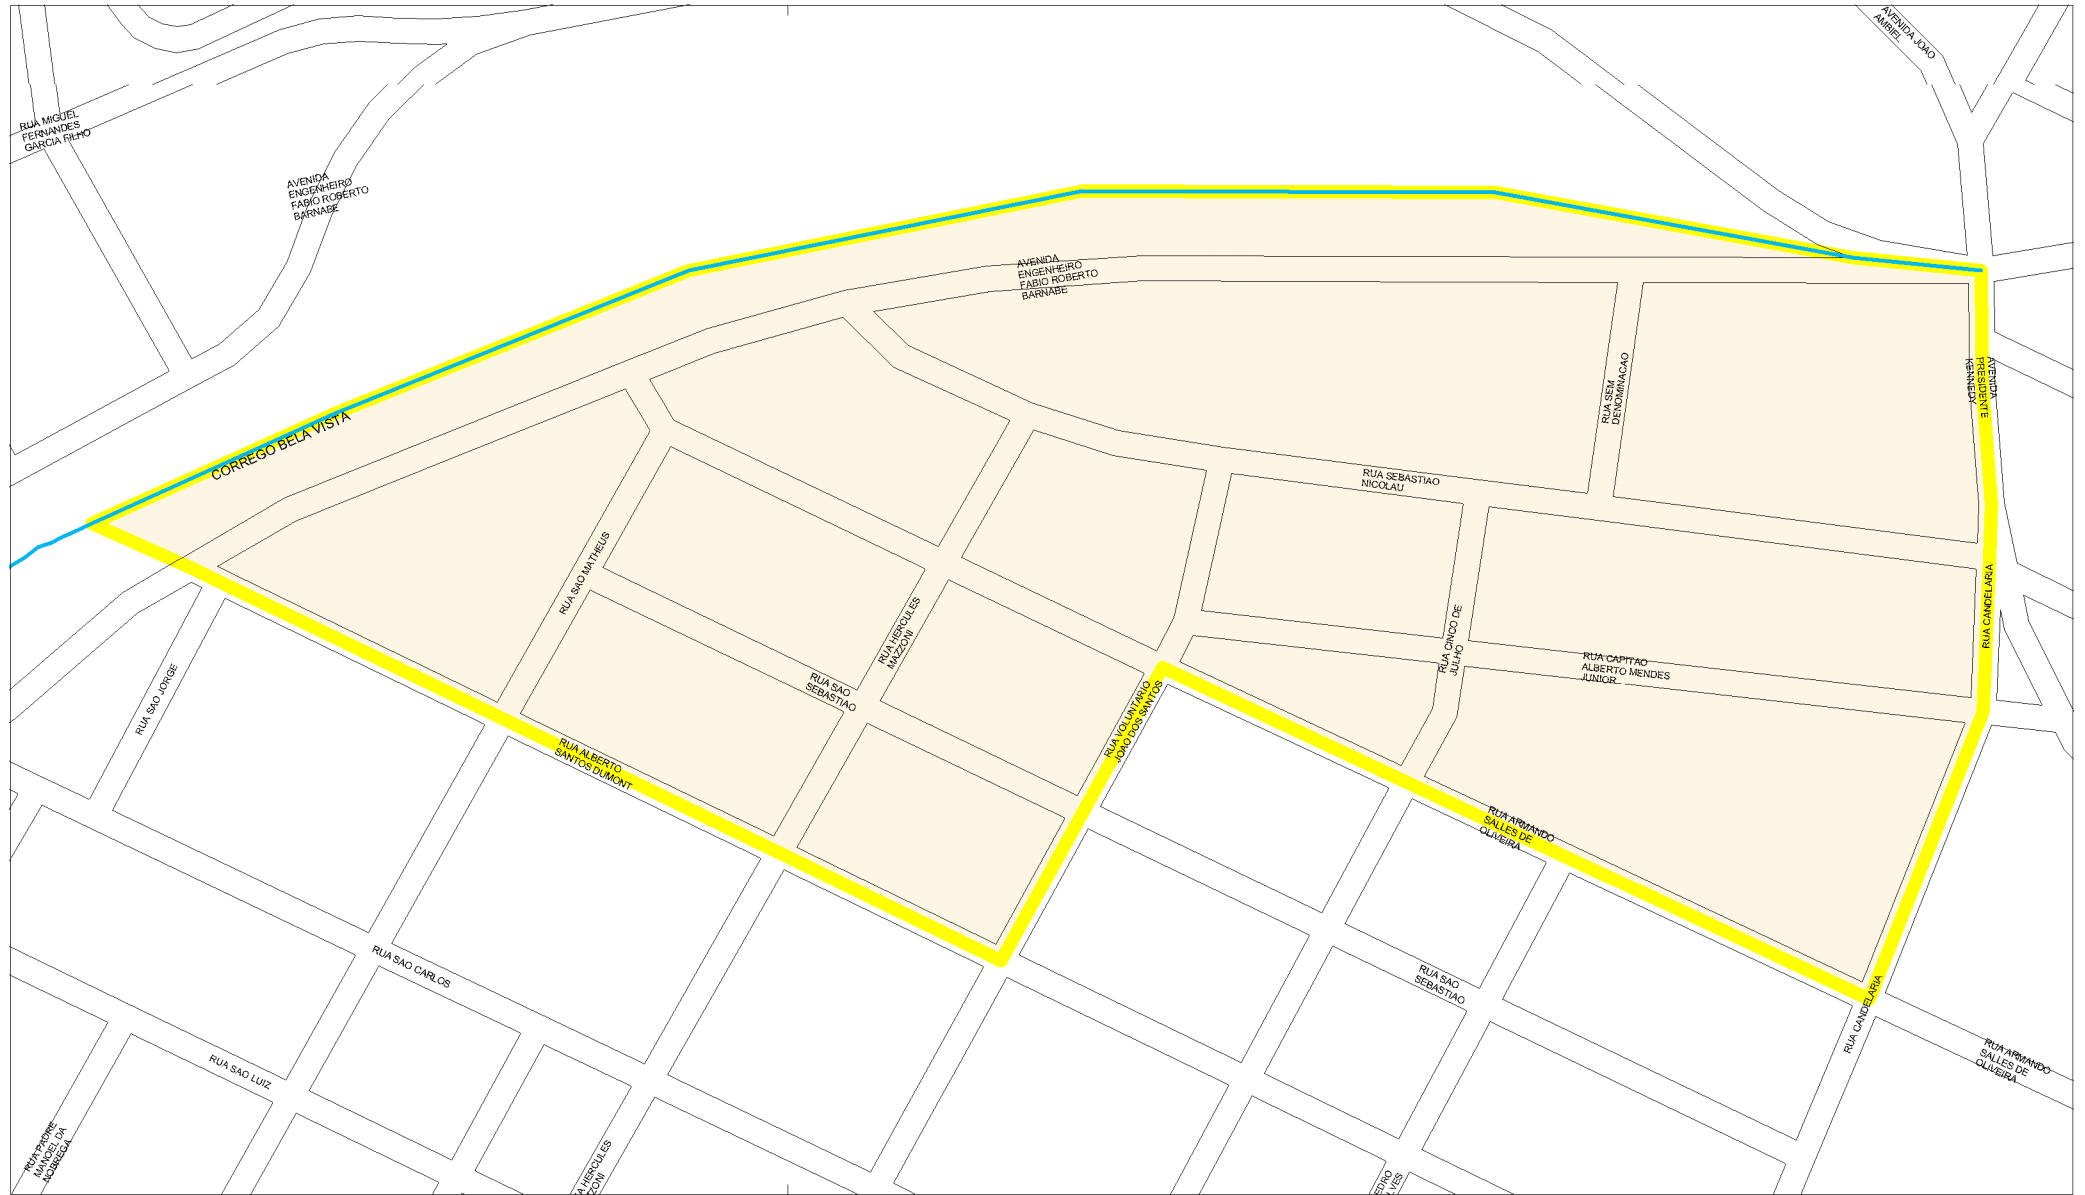 AVENIDA JOAO
AMBIEL
RUA MIGUEL
FERNANDES
GARCIA FILHO
AVENIDA
ENGENHEIRO
FABIO ROBERTO
BARNABE
AVENIDA
ENGENHEIRO
FABIO ROBERTO
BARNABE
CORREGO BELA VISTA
RUA SEM
DENOMINACAO
AVENIDA
PRESIDENTE
KENNEDY
RUA SEBASTIAO
NICOLAU
RUA SAO MATHEUS
RUA HERCULES
MAZZONI
RUA CINCO DE
JULHO
RUA CANDELARIA
RUA CAPITAO
ALBERTO MENDES
JUNIOR
RUA SAO JORGE
RUA SAO
SEBASTIAO
RUA VOLUNTARIO
JOAO DOS SANTOS
RUA ALBERTO
SANTOS DUMONT
RUA ARMANDO
SALLES DE
OLIVEIRA
RUA SAO CARLOS
RUA SAO
SEBASTIAO
RUA CANDELARIA
RUA ARMANDO
SALLES DE
OLIVEIRA
RUA SAO LUIZ
RUA PADRE
MANOEL DA
NOBREGA
A HERCULES
ZONI
EDRO
LVES